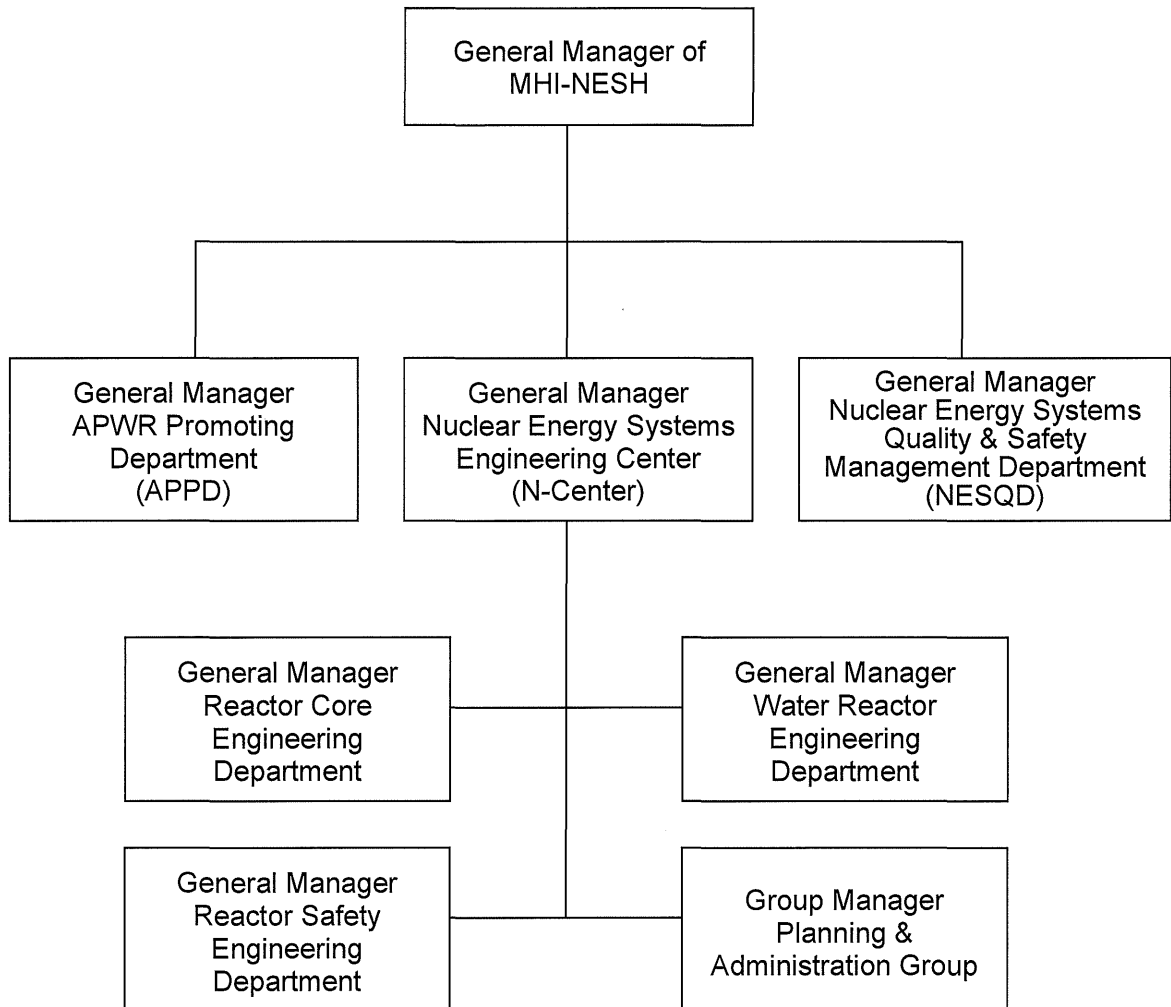 General Manager of
MHI-NESH
General Manager
APWR Promoting
Department
(APPD)
General Manager
Nuclear Energy Systems
Engineering Center
(N-Center)
General Manager
Nuclear Energy Systems
Quality & Safety
Management Department
(NESQD)
General Manager
Reactor Core
Engineering
Department
General Manager
Water Reactor
Engineering
Department
General Manager
Reactor Safety
Engineering
Department
Group Manager
Planning &
Administration Group